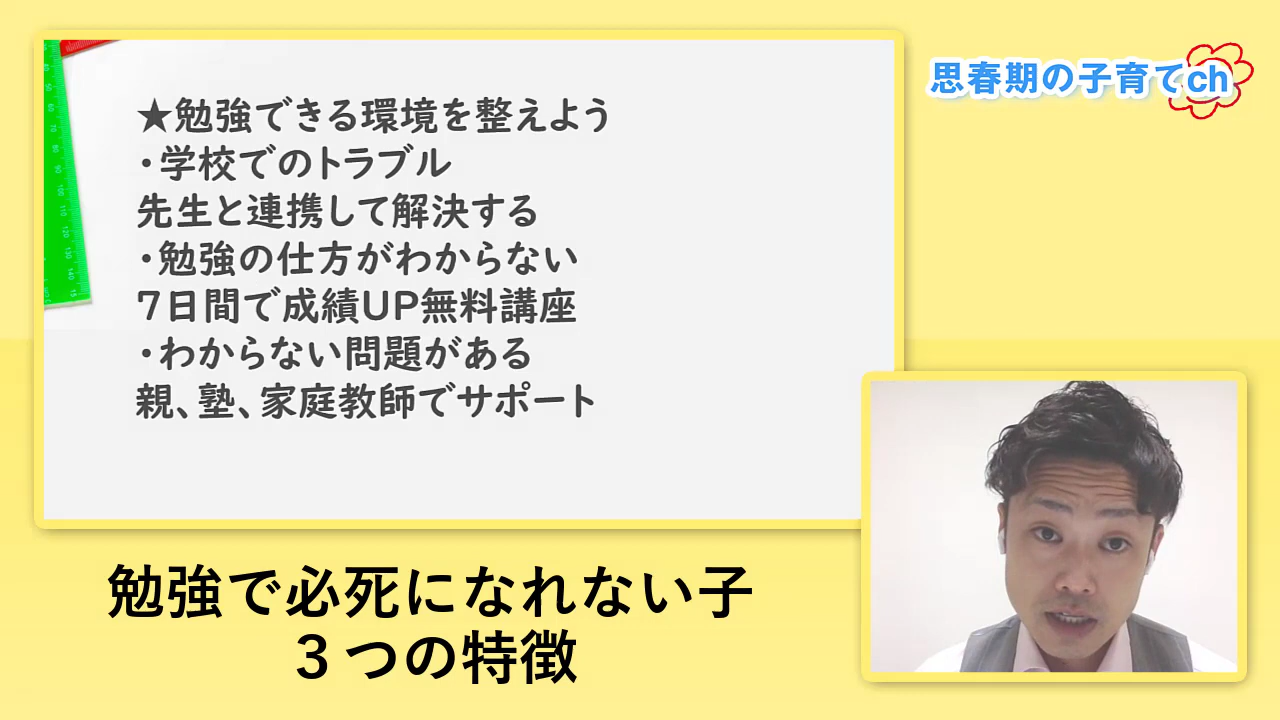 ★勉強できる環境を整えよう
・学校でのトラブル
先生と連携して解決する
・勉強の仕方がわからない
7日間で成績UP無料講座
・わからない問題がある
親、塾、家庭教師でサポート
思春期の子育てch
勉強で必死になれない子
３つの特徴